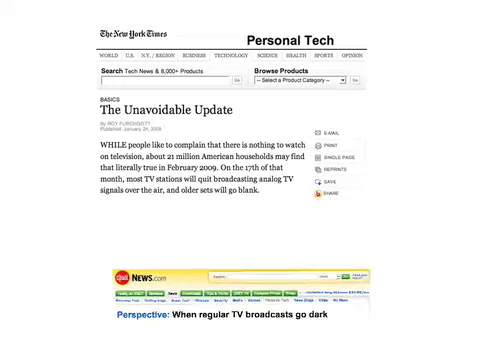 The New York Times
Personal Tech
WORLD U.S. N.Y. / REGION BUSINESS TECHNOLOGY SCIENCE HEALTH SPORTS OPINION
Search Tech News & 8,000+ Products
Go
Browse Products
-- Select a Product Category --
Go
BASICS
The Unavoidable Update
By ROY FURCHGOTT
Published: January 24, 2008
WHILE people like to complain that there is nothing to watch
on television, about 21 million American households may find
that literally true in February 2009. On the 17th of that
month, most TV stations will quit broadcasting analog TV
signals over the air, and older sets will go blank.
E-MAIL
PRINT
SINGLE PAGE
REPRINTS
SAVE
SHARE
NEWS.com
Perspective: When regular TV broadcasts go dark